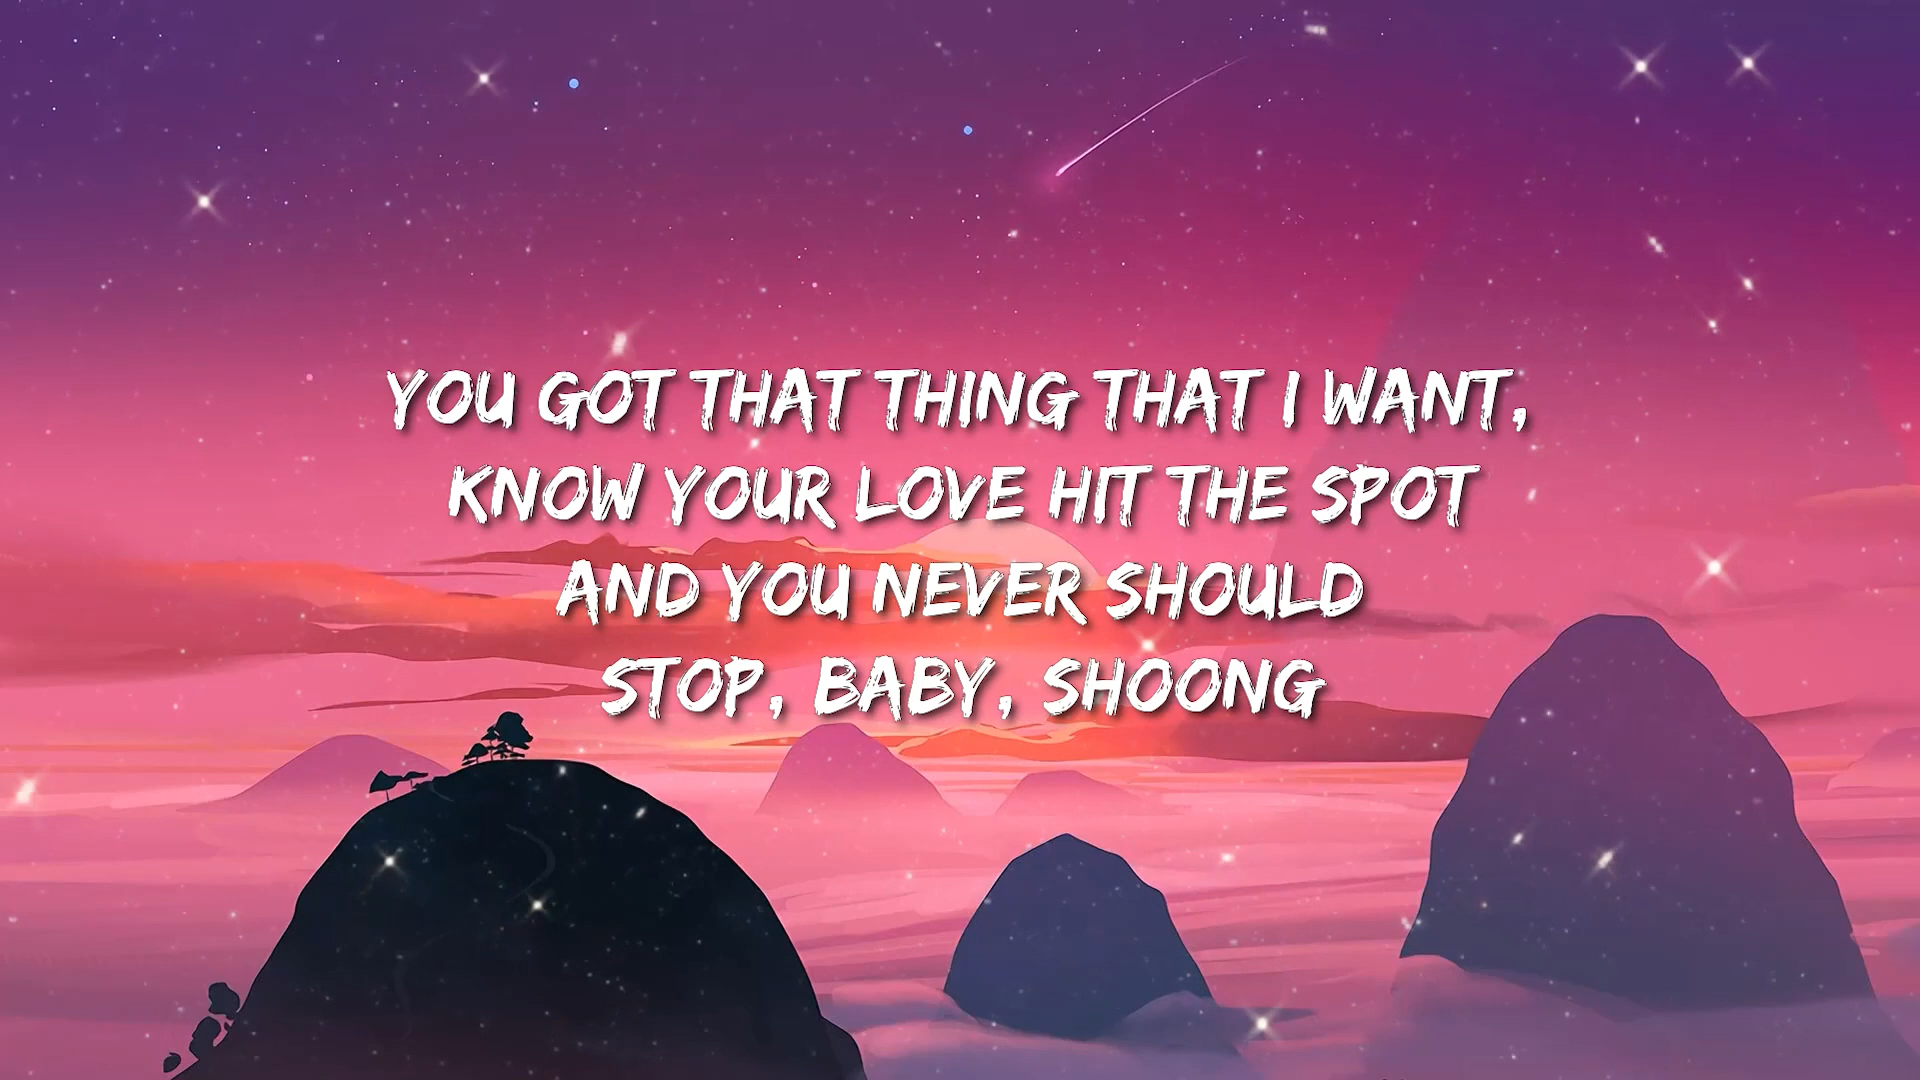 YOU GOT THAT THING THAT I WANT,
KNOW YOUR LOVE HIT THE SPOT
AND YOU NEVER SHOULD
STOP, BABY, SHOONG